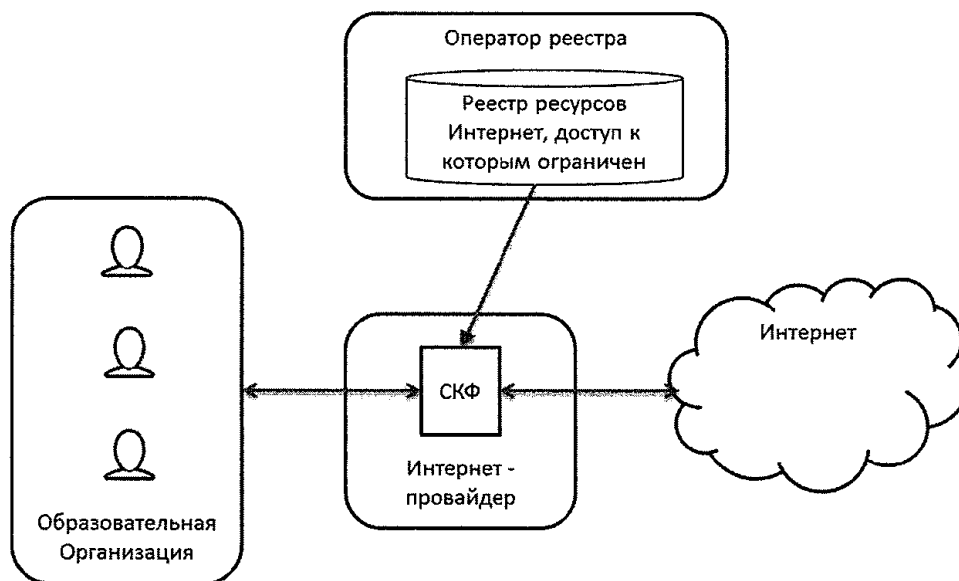 Оператор реестра
Реестр ресурсов
Интернет, доступ к
которым ограничен
Интернет
СКФ
Интернет -
провайдер
Образовательная
Организация